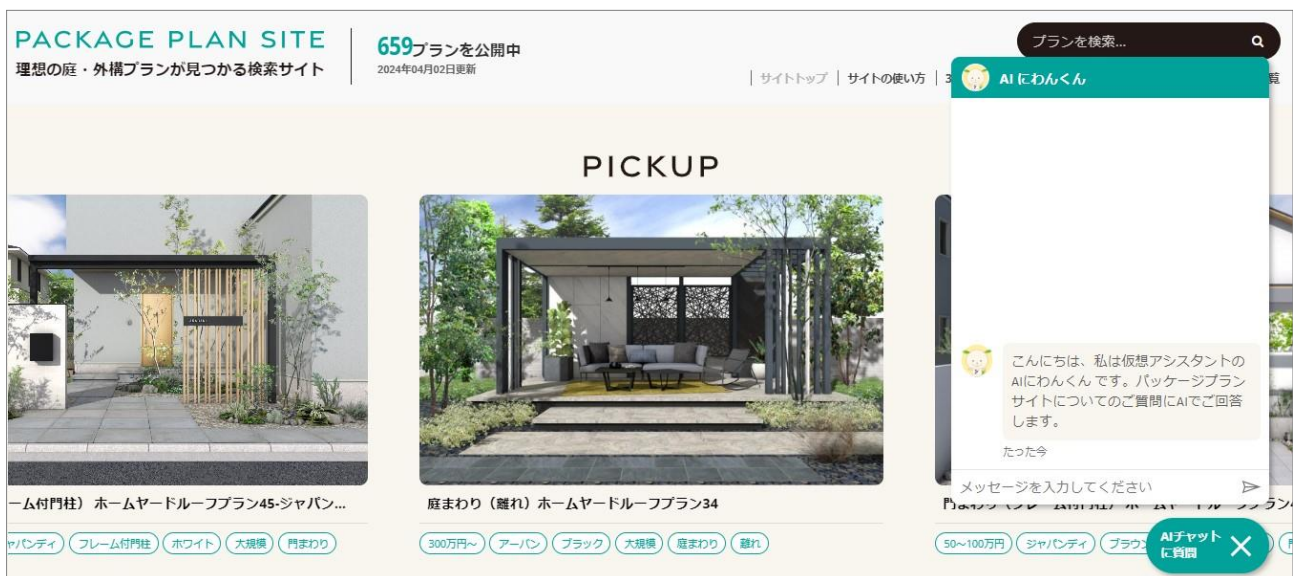 PACKAGE PLAN SITE
理想の庭・外構プランが見つかる検索サイト
659プランを公開中
2024年04月02日更新
プランを検索...
サイトトップ
サイトの使い方
3
覧
AI にわんくん
PICKUP
こんにちは、私は仮想アシスタントの
AIにわんくん です。パッケージプラン
サイトについてのご質問にAIでご回答
します。
たった今
メッセージを入力してください
ーム付門柱）ホームヤードルーフプラン45-ジャパン...
ャパンディ
フレーム付門柱
ホワイト
大規模
門まわり
庭まわり（離れ）ホームヤードルーフプラン34
300万円～
アーバン
ブラック
大規模
庭まわり
離れ
50～100万円
ジャパンディ
ブラウン
AIチャット
に質問